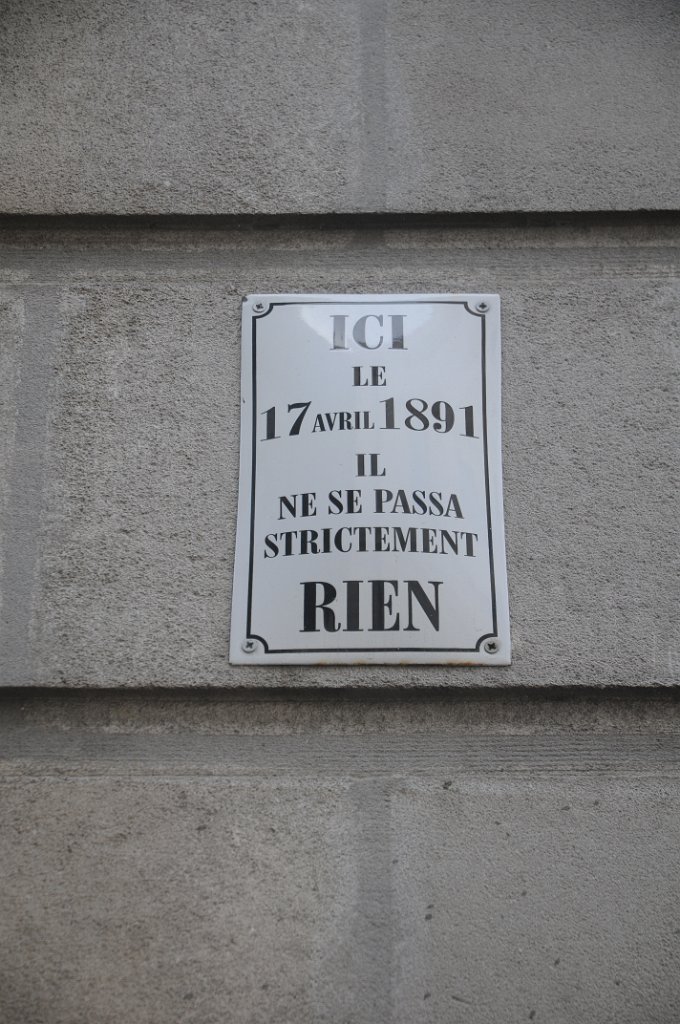 ICI
LE
17 AVRIL 1891
IL
NE SE PASSA
STRICTEMENT
RIEN